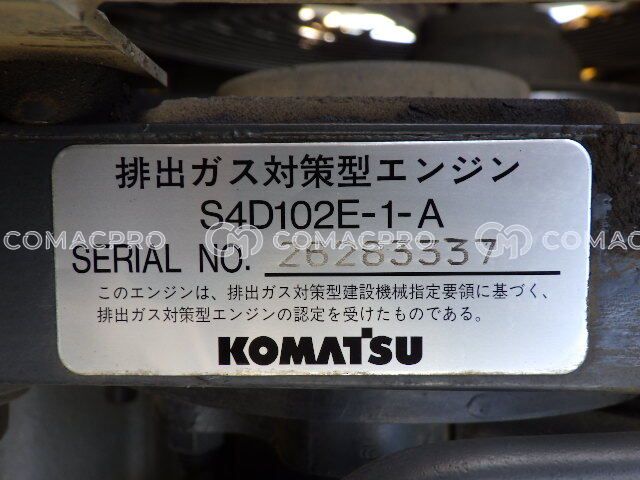 排出ガス対策型エンジン
S4D102E-1-A
COMACPRO COMACPRO COMACPRO
SERIAL NO. 26283337
このエンジンは、排出ガス対策型建設機械指定要領に基づく、
排出ガス対策型エンジンの認定を受けたものである。
KOMATSU